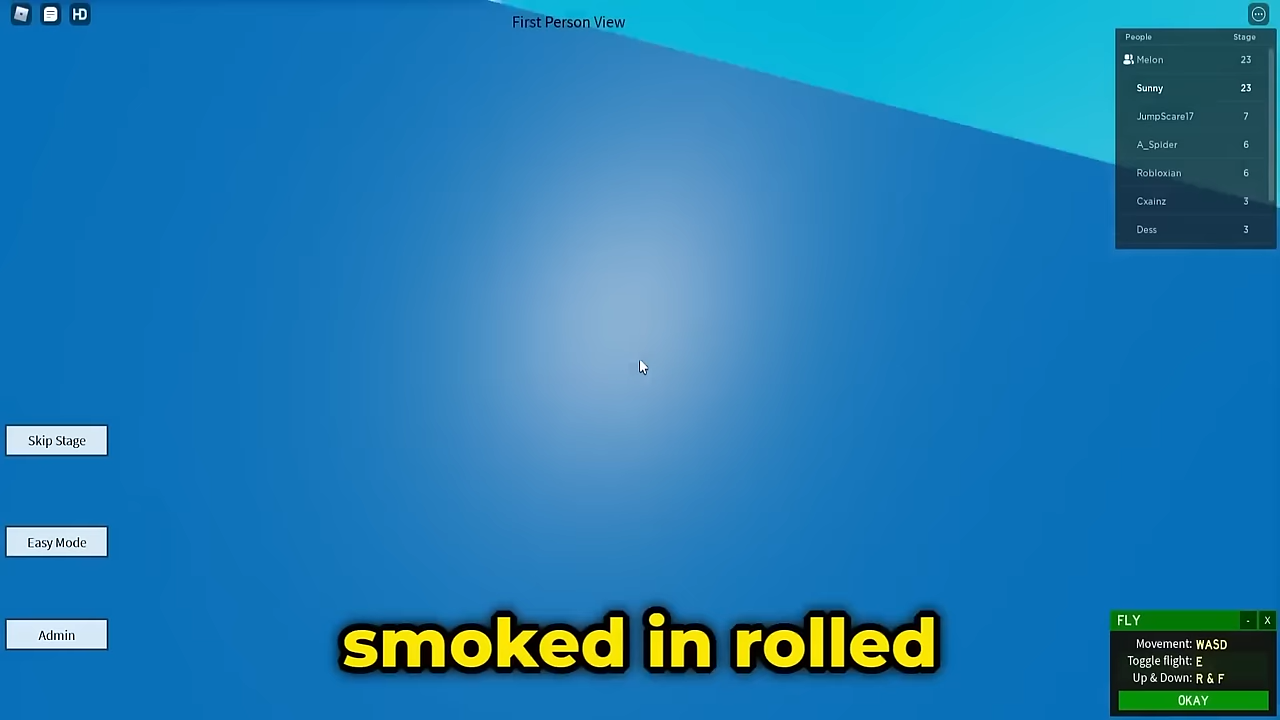 HD
First Person View
People Stage
Melon 23
Sunny 23
JumpScare17 7
A_Spider 6
Robloxian 6
Cxainz 3
Dess 3
Skip Stage
Easy Mode
Admin
smoked in rolled
FLY - X
Movement: WASD
Toggle flight: E
Up & Down: R & F
OKAY